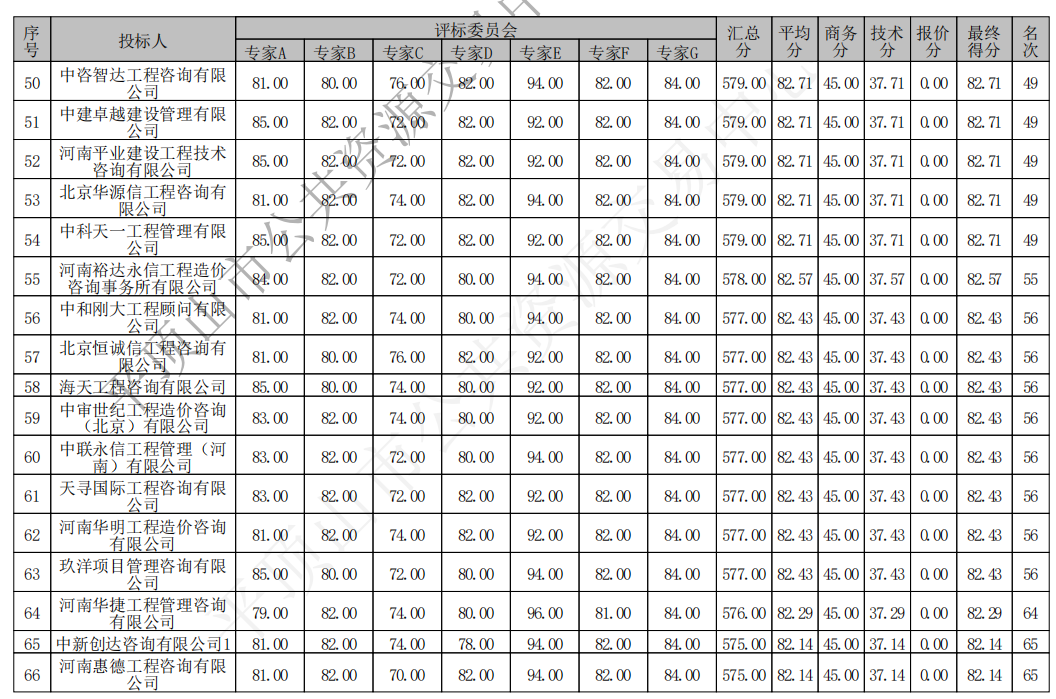 序号 投标人 评标委员会 汇总分 平均分 商务分 技术分 报价分 最终得分 名次
专家A 专家B 专家C 专家D 专家E 专家F 专家G
50 中咨智达工程咨询有限公司 81.00 80.00 76.00 82.00 94.00 82.00 84.00 579.00 82.71 45.00 37.71 0.00 82.71 49
51 中建卓越建设管理有限公司 85.00 82.00 72.00 82.00 92.00 82.00 84.00 579.00 82.71 45.00 37.71 0.00 82.71 49
52 河南平业建设工程技术咨询有限公司 85.00 82.00 72.00 82.00 92.00 82.00 84.00 579.00 82.71 45.00 37.71 0.00 82.71 49
53 北京华源信工程咨询有限公司 81.00 82.00 74.00 82.00 94.00 82.00 84.00 579.00 82.71 45.00 37.71 0.00 82.71 49
54 中科天一工程管理有限公司 85.00 82.00 72.00 82.00 92.00 82.00 84.00 579.00 82.71 45.00 37.71 0.00 82.71 49
55 河南裕达永信工程造价咨询事务所有限公司 84.00 82.00 72.00 80.00 94.00 82.00 84.00 578.00 82.57 45.00 37.57 0.00 82.57 55
56 中和刚大工程顾问有限公司 81.00 82.00 74.00 80.00 94.00 82.00 84.00 577.00 82.43 45.00 37.43 0.00 82.43 56
57 北京恒诚信工程咨询有限公司 81.00 80.00 76.00 82.00 92.00 82.00 84.00 577.00 82.43 45.00 37.43 0.00 82.43 56
58 海天工程咨询有限公司 85.00 80.00 74.00 80.00 92.00 82.00 84.00 577.00 82.43 45.00 37.43 0.00 82.43 56
59 中审世纪工程造价咨询（北京）有限公司 83.00 82.00 74.00 80.00 92.00 82.00 84.00 577.00 82.43 45.00 37.43 0.00 82.43 56
60 中联永信工程管理（河南）有限公司 83.00 82.00 72.00 80.00 94.00 82.00 84.00 577.00 82.43 45.00 37.43 0.00 82.43 56
61 天寻国际工程咨询有限公司 83.00 82.00 72.00 82.00 92.00 82.00 84.00 577.00 82.43 45.00 37.43 0.00 82.43 56
62 河南华明工程造价咨询有限公司 81.00 82.00 74.00 82.00 92.00 82.00 84.00 577.00 82.43 45.00 37.43 0.00 82.43 56
63 玖洋项目管理咨询有限公司 85.00 80.00 72.00 80.00 94.00 82.00 84.00 577.00 82.43 45.00 37.43 0.00 82.43 56
64 河南华捷工程管理咨询有限公司 79.00 82.00 74.00 80.00 96.00 81.00 84.00 576.00 82.29 45.00 37.29 0.00 82.29 64
65 中新创达咨询有限公司1 81.00 82.00 74.00 78.00 94.00 82.00 84.00 575.00 82.14 45.00 37.14 0.00 82.14 65
66 河南惠德工程咨询有限公司 81.00 82.00 70.00 82.00 94.00 82.00 84.00 575.00 82.14 45.00 37.14 0.00 82.14 65
平顶山市公共资源交易中
平顶山市公共资源交易中心